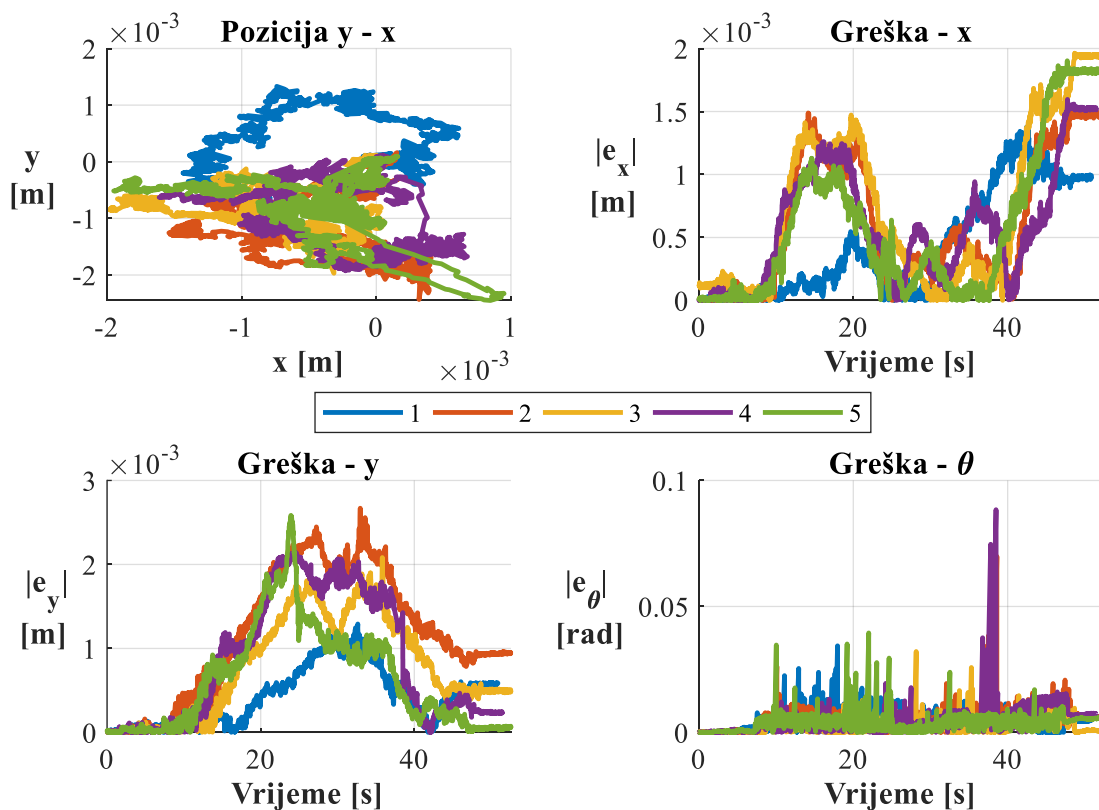 Pozicija y - x
×10⁻³
2
1
0
-1
-2
y
[m]
-2
-1
0
1
x [m]
×10⁻³
Greška - x
×10⁻³
2
1.5
1
0.5
0
|e_x|
[m]
0
20
40
Vrijeme [s]
1 2 3 4 5
Greška - y
×10⁻³
3
2
1
0
|e_y|
[m]
0
20
40
Vrijeme [s]
Greška - θ
0.1
0.05
0
|e_θ|
[rad]
0
20
40
Vrijeme [s]